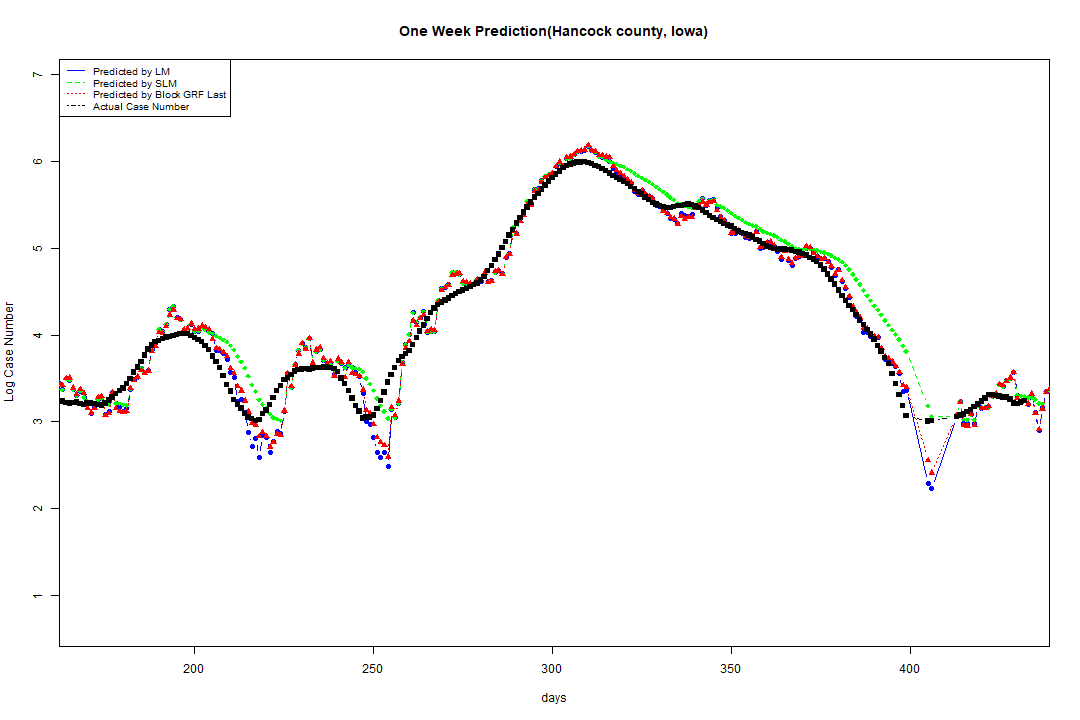 One Week Prediction(Hancock county, Iowa)
Predicted by LM
Predicted by SLM
Predicted by Block GRF Last
Actual Case Number
Log Case Number
7
6
5
4
3
2
1
200 250 300 350 400
days